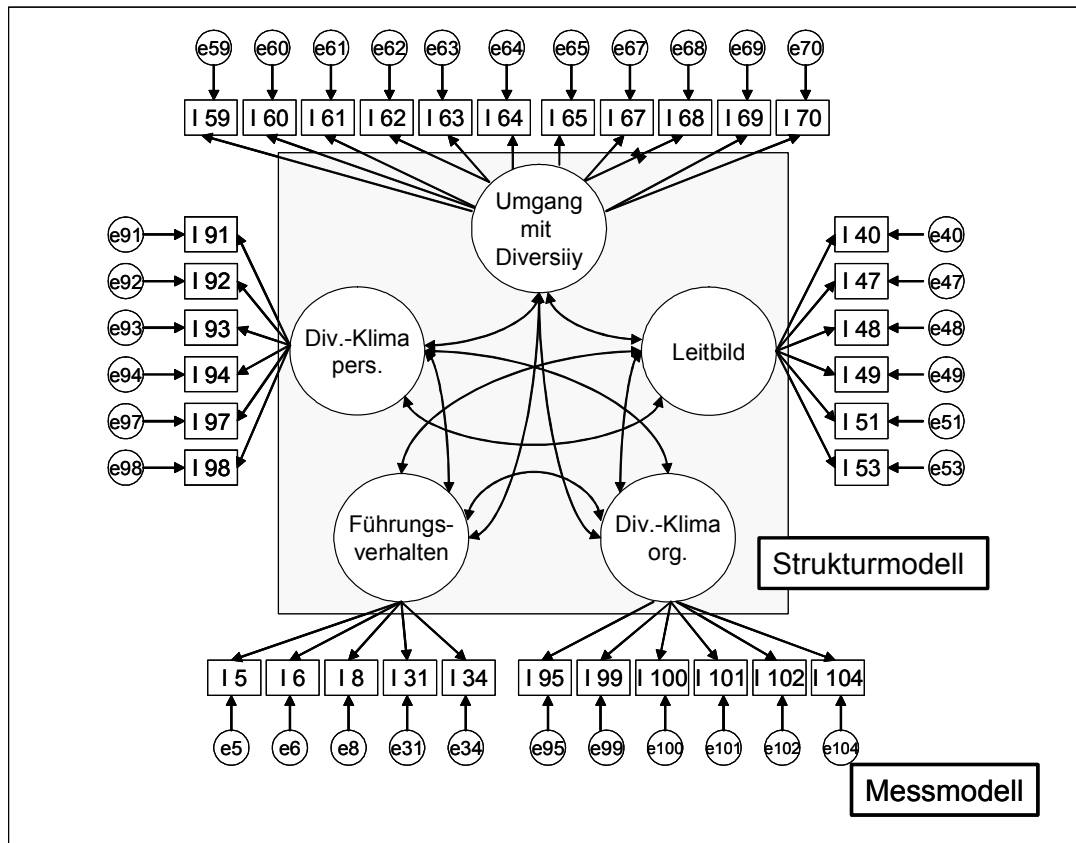 e59 e60 e61 e62 e63 e64 e65 e67 e68 e69 e70
I 59 I 60 I 61 I 62 I 63 I 64 I 65 I 67 I 68 I 69 I 70
Umgang
mit
Diversiiy
e91 I 91
e92 I 92
e93 I 93
e94 I 94
e97 I 97
e98 I 98
Div.-Klima
pers.
Leitbild
I 40 e40
I 47 e47
I 48 e48
I 49 e49
I 51 e51
I 53 e53
Führungs-
verhalten
Div.-Klima
org.
Strukturmodell
I 5 I 6 I 8 I 31 I 34
e5 e6 e8 e31 e34
I 95 I 99 I 100 I 101 I 102 I 104
e95 e99 e100 e101 e102 e104
Messmodell